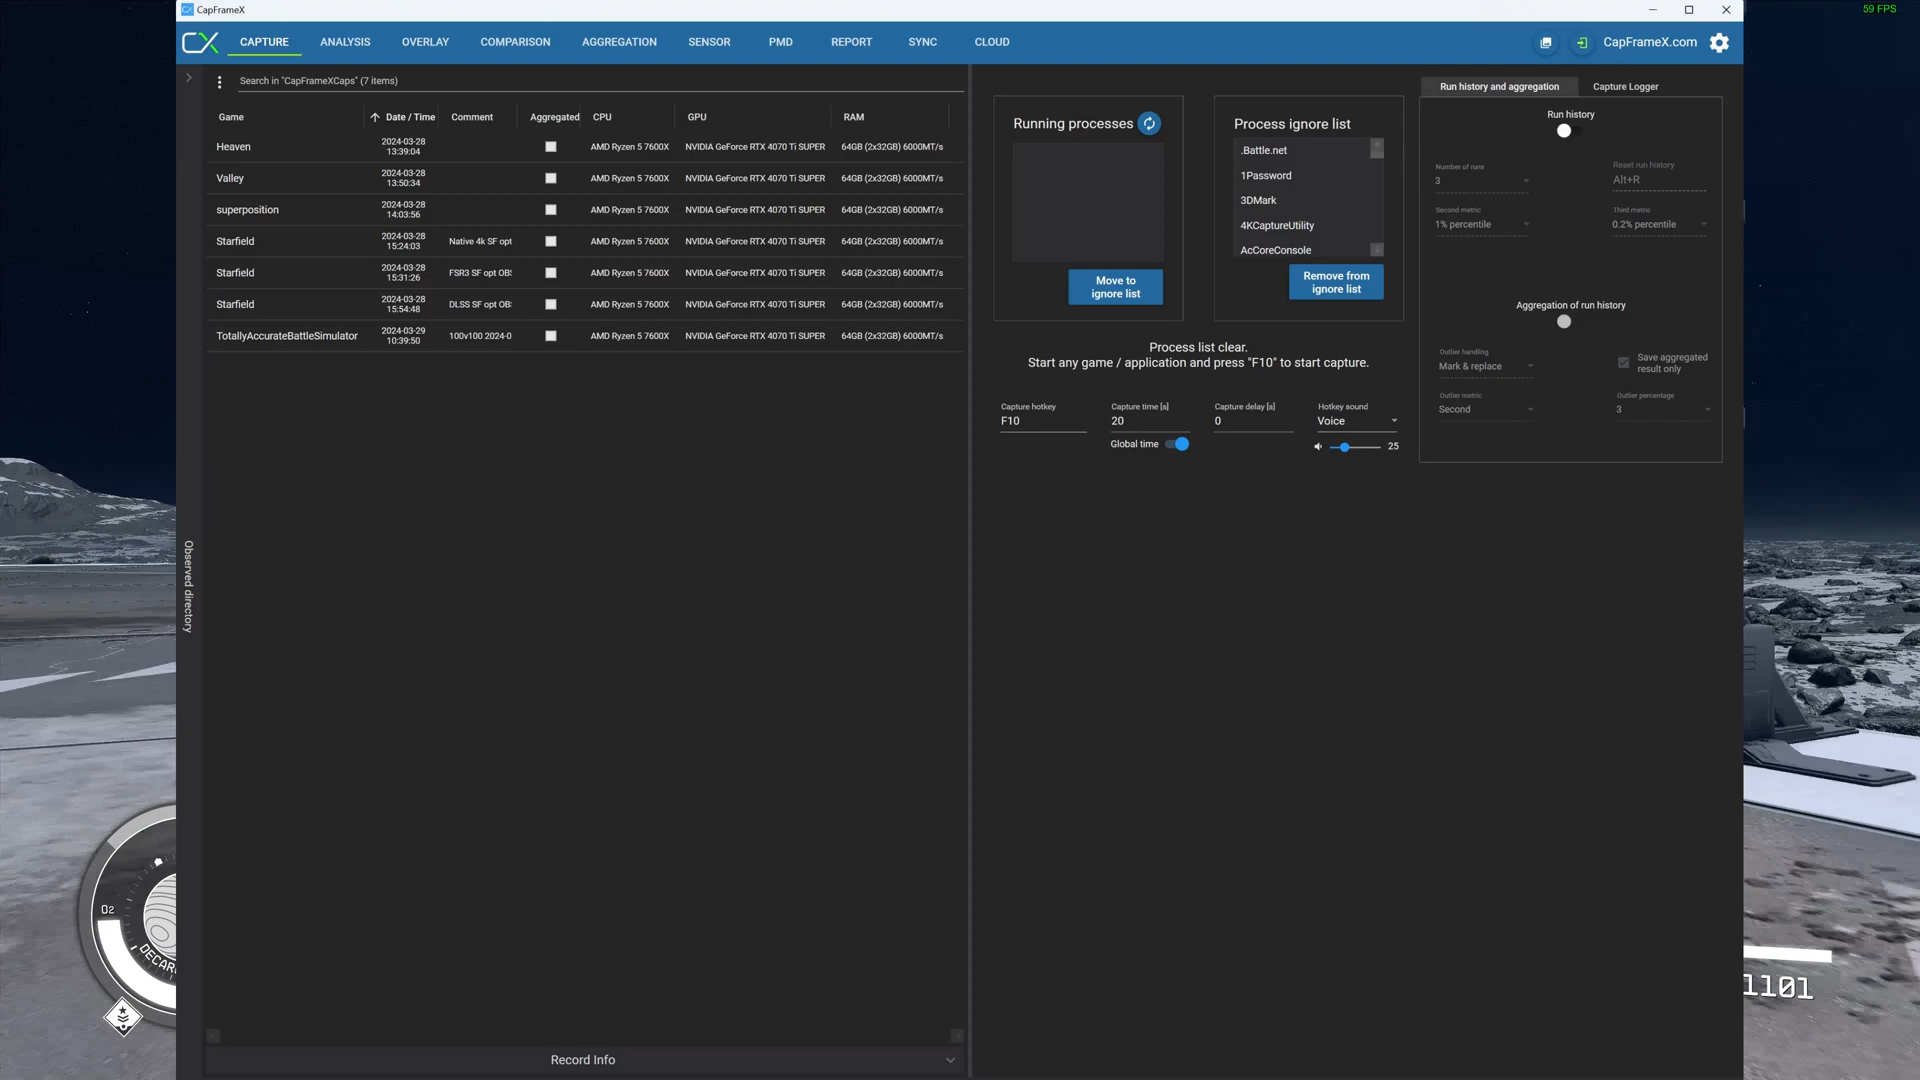 CapFrameX
59 FPS
CX
CAPTURE
ANALYSIS
OVERLAY
COMPARISON
AGGREGATION
SENSOR
PMD
REPORT
SYNC
CLOUD
CapFrameX.com
Search in "CapFrameXCaps" (7 items)
Game Date / Time Comment Aggregated CPU GPU RAM
Heaven 2024-03-28 13:39:04 AMD Ryzen 5 7600X NVIDIA GeForce RTX 4070 Ti SUPER 64GB (2x32GB) 6000MT/s
Valley 2024-03-28 13:50:34 AMD Ryzen 5 7600X NVIDIA GeForce RTX 4070 Ti SUPER 64GB (2x32GB) 6000MT/s
superposition 2024-03-28 14:03:56 AMD Ryzen 5 7600X NVIDIA GeForce RTX 4070 Ti SUPER 64GB (2x32GB) 6000MT/s
Starfield 2024-03-28 15:24:03 Native 4k SF opt AMD Ryzen 5 7600X NVIDIA GeForce RTX 4070 Ti SUPER 64GB (2x32GB) 6000MT/s
Starfield 2024-03-28 15:31:26 FSR3 SF opt OB: AMD Ryzen 5 7600X NVIDIA GeForce RTX 4070 Ti SUPER 64GB (2x32GB) 6000MT/s
Starfield 2024-03-28 15:54:48 DLSS SF opt OB: AMD Ryzen 5 7600X NVIDIA GeForce RTX 4070 Ti SUPER 64GB (2x32GB) 6000MT/s
TotallyAccurateBattleSimulator 2024-03-29 10:39:50 100v100 2024-0 AMD Ryzen 5 7600X NVIDIA GeForce RTX 4070 Ti SUPER 64GB (2x32GB) 6000MT/s
Observed directory
Record Info
Running processes
Move to
ignore list
Process ignore list
.Battle.net
1Password
3DMark
4KCaptureUtility
AcCoreConsole
Remove from
ignore list
Process list clear.
Start any game / application and press "F10" to start capture.
Capture hotkey
F10
Capture time [s]
20
Global time
Capture delay [s]
0
Hotkey sound
Voice
25
Run history and aggregation
Capture Logger
Run history
Number of runs
3
Reset run history
Alt+R
Second metric
1% percentile
Third metric
0.2% percentile
Aggregation of run history
Outlier handling
Mark & replace
Save aggregated
result only
Outlier metric
Second
Outlier percentage
3
O2
DECAR
1101